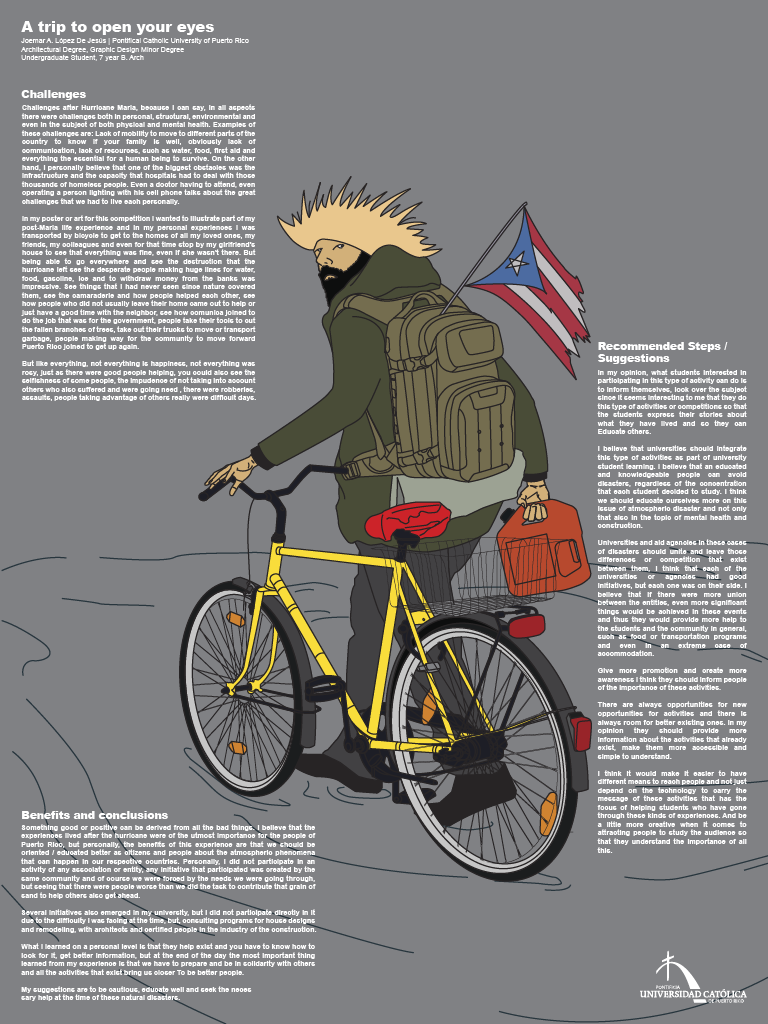 A trip to open your eyes
Joemar A. López De Jesús | Pontifical Catholic University of Puerto Rico
Architectural Degree, Graphic Design Minor Degree
Undergraduate Student, 7 year B. Arch
Challenges
Challenges after Hurricane Maria, because I can say, in all aspects
there were challenges both in personal, structural, environmental and
even in the subject of both physical and mental health. Examples of
these challenges are: Lack of mobility to move to different parts of the
country to know if your family is well, obviously lack of
communication, lack of resources, such as water, food, first aid and
everything the essential for a human being to survive. On the other
hand, I personally believe that one of the biggest obstacles was the
infrastructure and the capacity that hospitals had to deal with those
thousands of homeless people. Even a doctor having to attend, even
operating a person lighting with his cell phone talks about the great
challenges that we had to live each personally.
In my poster or art for this competition I wanted to illustrate part of my
post-Maria life experience and in my personal experiences I was
transported by bicycle to get to the homes of all my loved ones, my
friends, my colleagues and even for that time stop by my girlfriend's
house to see that everything was fine, even if she wasn't there. But
being able to go everywhere and see the destruction that the
hurricane left see the desperate people making huge lines for water,
food, gasoline, ice and to withdraw money from the banks was
impressive. See things that I had never seen since nature covered
them, see the camaraderie and how people helped each other, see
how people who did not usually leave their home came out to help or
just have a good time with the neighbor, see how comunica joined to
do the job that was for the government, people take their tools to cut
the fallen branches of trees, take out their trucks to move or transport
garbage, people making way for the community to move forward
Puerto Rico joined to get up again.
But like everything, not everything is happiness, not everything was
rosy, just as there were good people helping, you could also see the
selfishness of some people, the impudence of not taking into account
others who also suffered and were going need , there were robberies,
assaults, people taking advantage of others really were difficult days.
Recommended Steps /
Suggestions
In my opinion, what students interested in
participating in this type of activity can do is
to inform themselves, look over the subject
since it seems interesting to me that they do
this type of activities or competitions so that
the students express their stories about
what they have lived and so they can
Educate others.
I believe that universities should integrate
this type of activities as part of university
student learning. I believe that an educated
and knowledgeable people can avoid
disasters, regardless of the concentration
that each student decided to study. I think
we should educate ourselves more on this
issue of atmospheric disaster and not only
that also in the topic of mental health and
construction.
Universities and aid agencies in these cases
of disasters should unite and leave those
differences or competition that exist
between them. I think that each of the
universities or agencies had good
initiatives, but each one was on their side. I
believe that if there were more union
between the entities, even more significant
things would be achieved in these events
and thus they would provide more help to
the students and the community in general,
such as food or transportation programs
and even in an extreme case of
accommodation.
Give more promotion and create more
awareness I think they should inform people
of the importance of these activities.
There are always opportunities for new
opportunities for activities and there is
always room for better existing ones. In my
opinion they should provide more
information about the activities that already
exist, make them more accessible and
simple to understand.
I think it would make it easier to have
different means to reach people and not just
depend on the technology to carry the
message of these activities that has the
focus of helping students who have gone
through these kinds of experiences. And be
a little more creative when it comes to
attracting people to study the audience so
that they understand the importance of all
this.
Benefits and conclusions
Something good or positive can be derived from all the bad things. I believe that the
experiences lived after the hurricane were of the utmost importance for the people of
Puerto Rico, but personally, the benefits of this experience are that we should be
oriented / educated better as citizens and people about the atmospheric phenomena
that can happen in our respective countries. Personally, I did not participate in an
activity of any association or entity, any initiative that participated was created by the
same community and of course we were forced by the needs we were going through,
but seeing that there were people worse than we did the task to contribute that grain of
sand to help others also get ahead.
Several initiatives also emerged in my university, but I did not participate directly in it
due to the difficulty I was facing at the time, but, consulting programs for house designs
and remodeling, with architects and certified people in the industry of the construction.
What I learned on a personal level is that they help exist and you have to know how to
look for it, get better information, but at the end of the day the most important thing
learned from my experience is that we have to prepare and be in solidarity with others
and all the activities that exist bring us closer To be better people.
My suggestions are to be cautious, educate well and seek the neces
sary help at the time of these natural disasters.
PONTIFICIA
UNIVERSIDAD CATÓLICA
DE PUERTO RICO